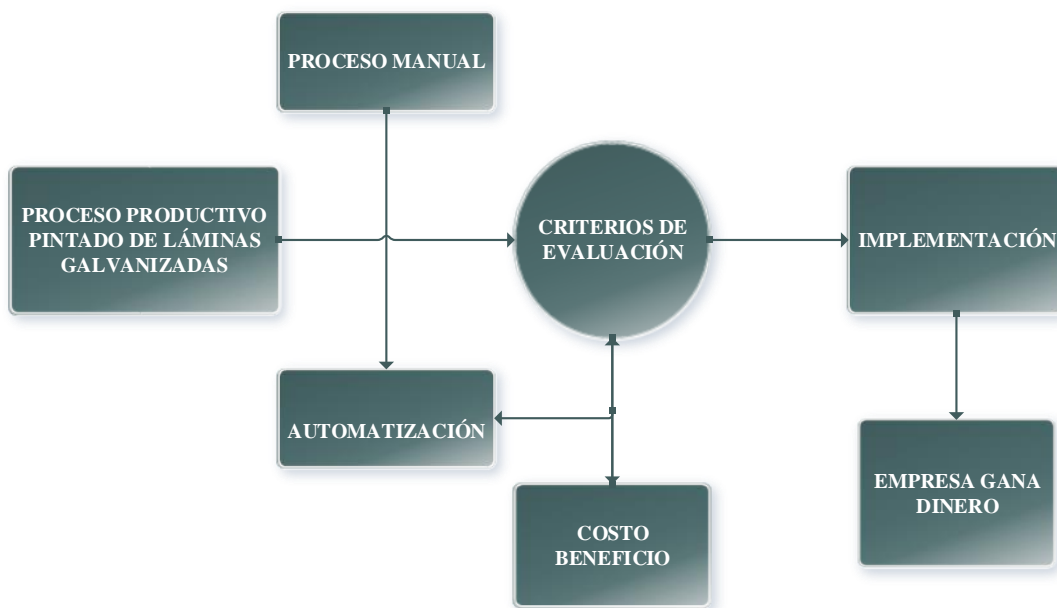 PROCESO MANUAL
PROCESO PRODUCTIVO
PINTADO DE LÁMINAS
GALVANIZADAS
CRITERIOS DE
EVALUACIÓN
IMPLEMENTACIÓN
AUTOMATIZACIÓN
COSTO
BENEFICIO
EMPRESA GANA
DINERO